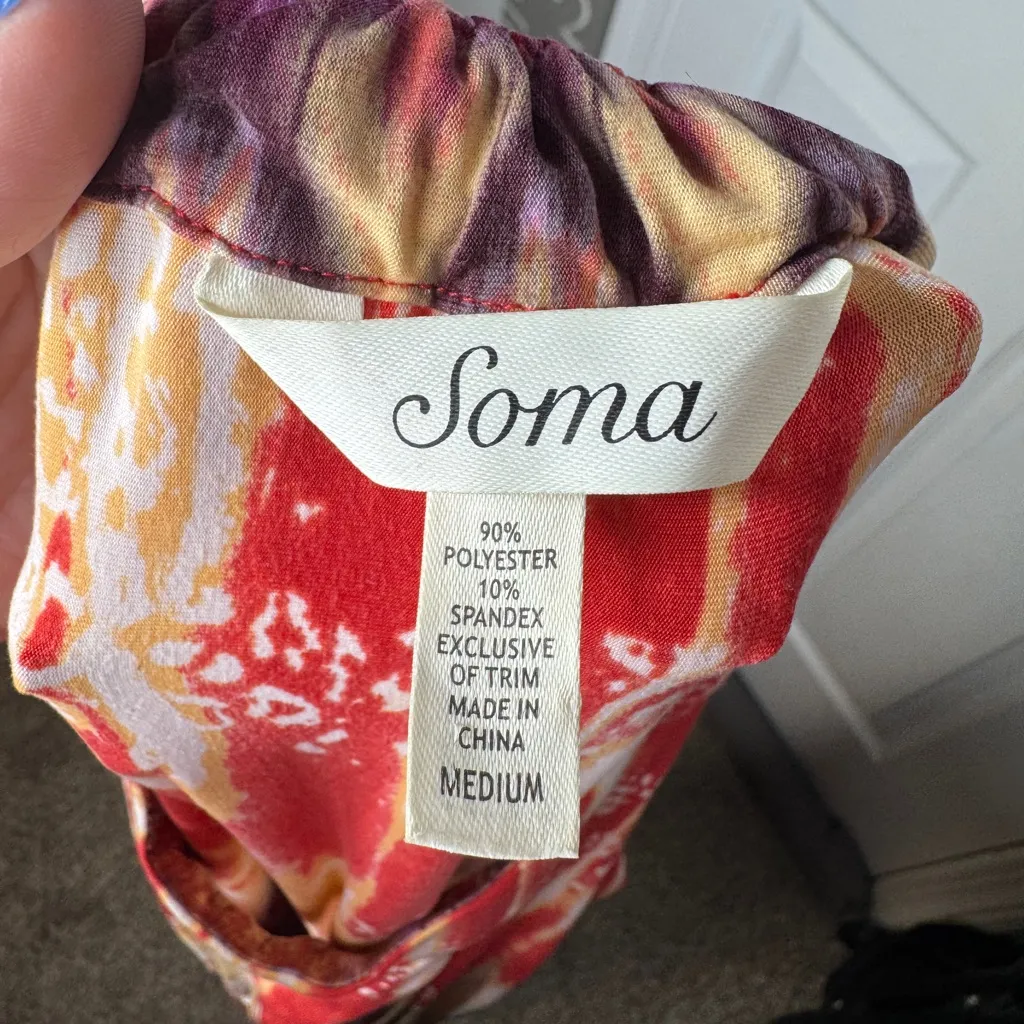 Soma
90%
POLYESTER
10%
SPANDEX
EXCLUSIVE
OF TRIM
MADE IN
CHINA
MEDIUM